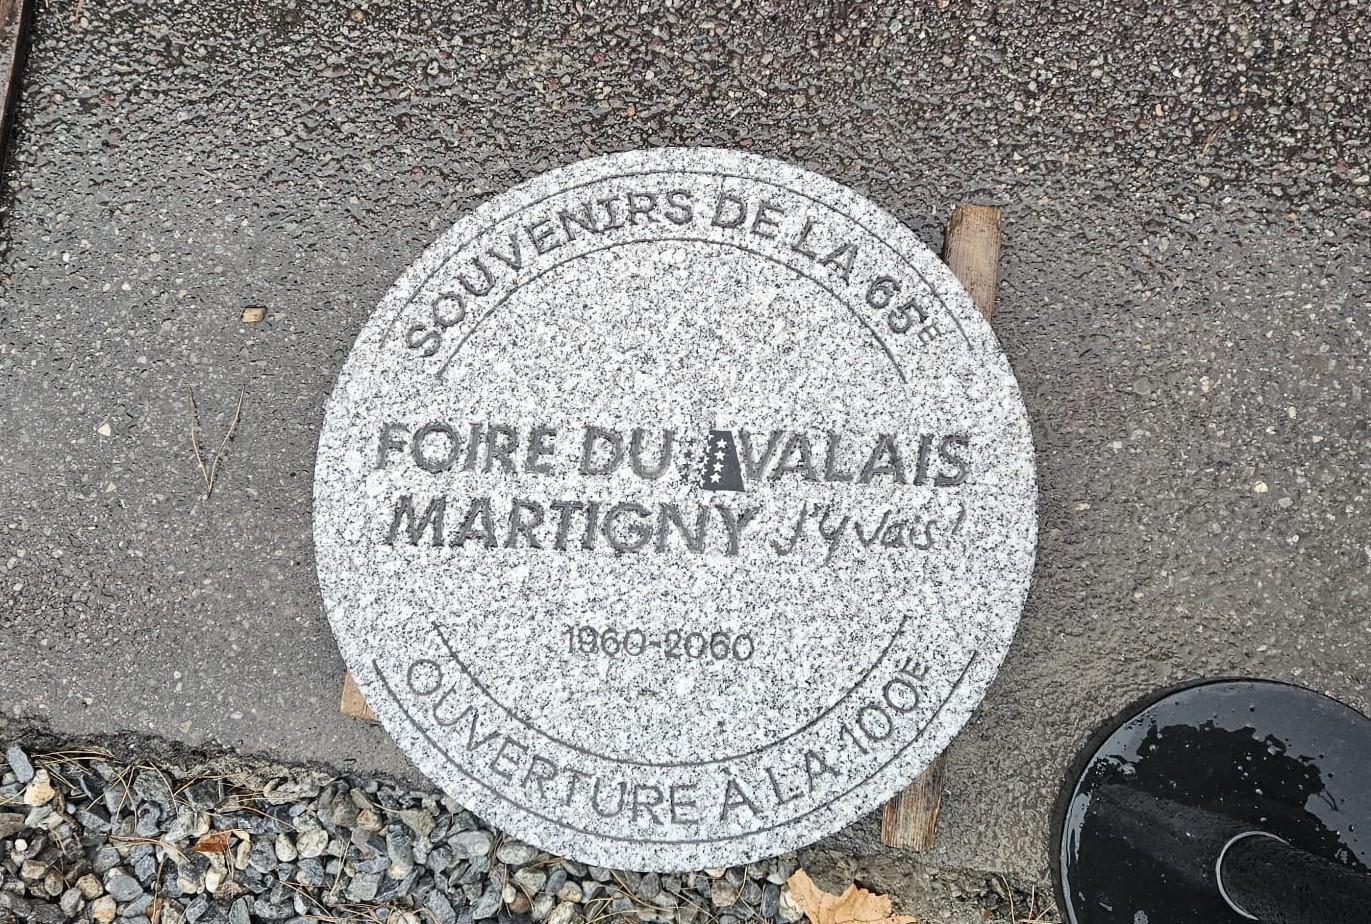 SOUVENIRS DE LA 65E
FOIRE DU VALAIS
MARTIGNY J'y vais!
1960-2060
OUVERTURE À LA 100E